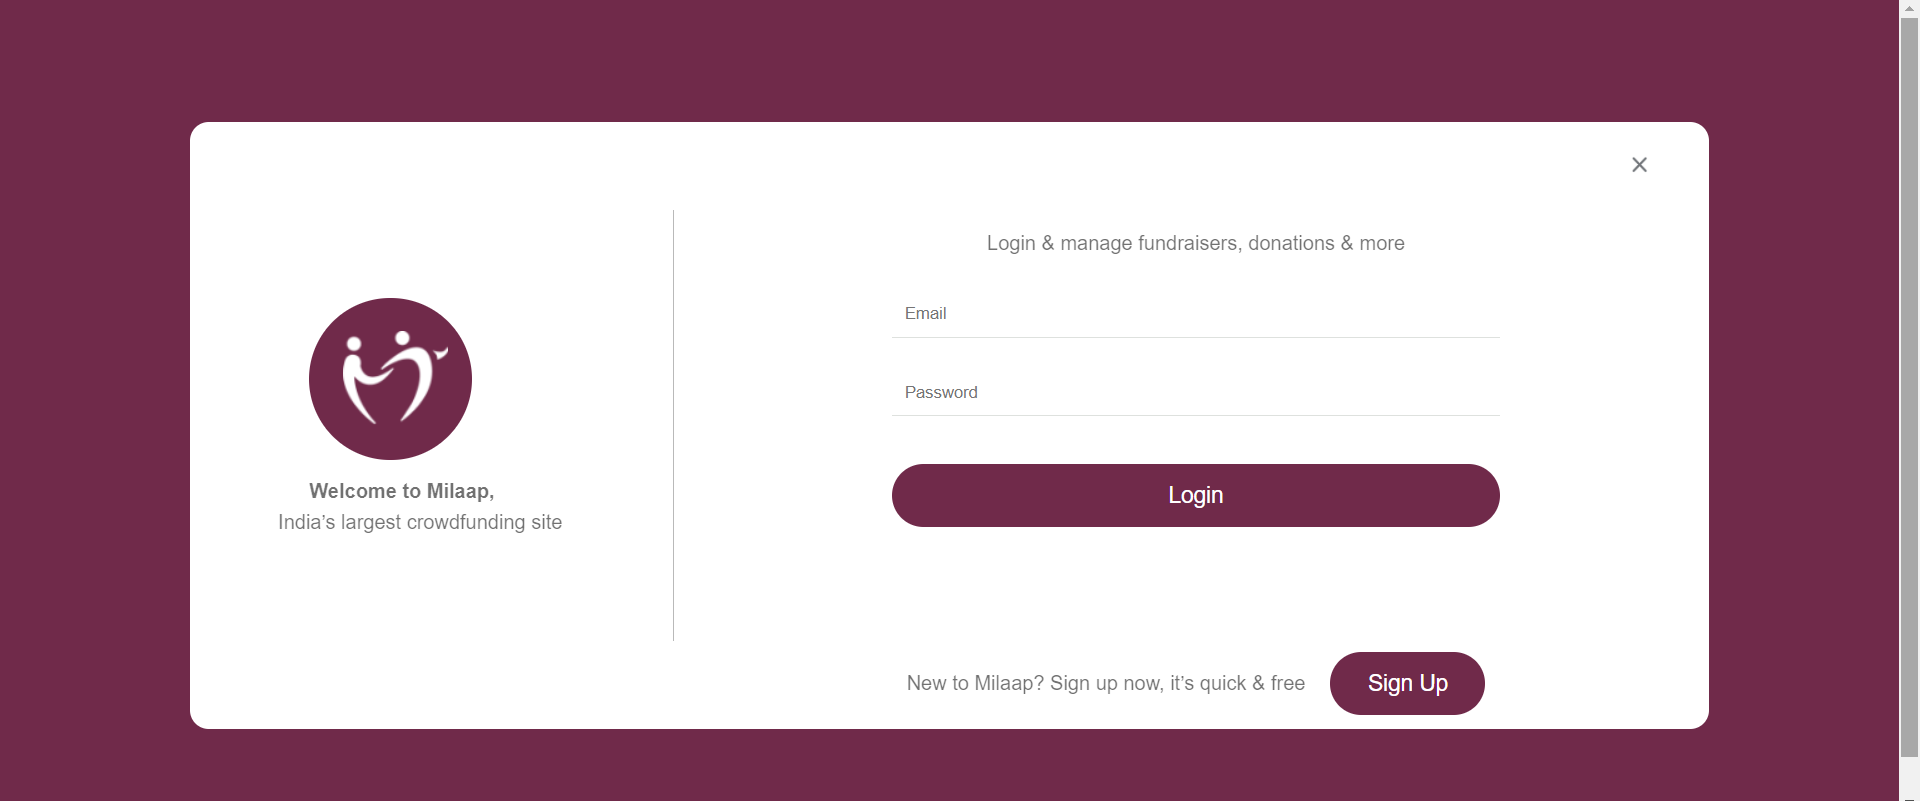 Welcome to Milaap,
India’s largest crowdfunding site
Login & manage fundraisers, donations & more
Email
Password
Login
New to Milaap? Sign up now, it’s quick & free
Sign Up